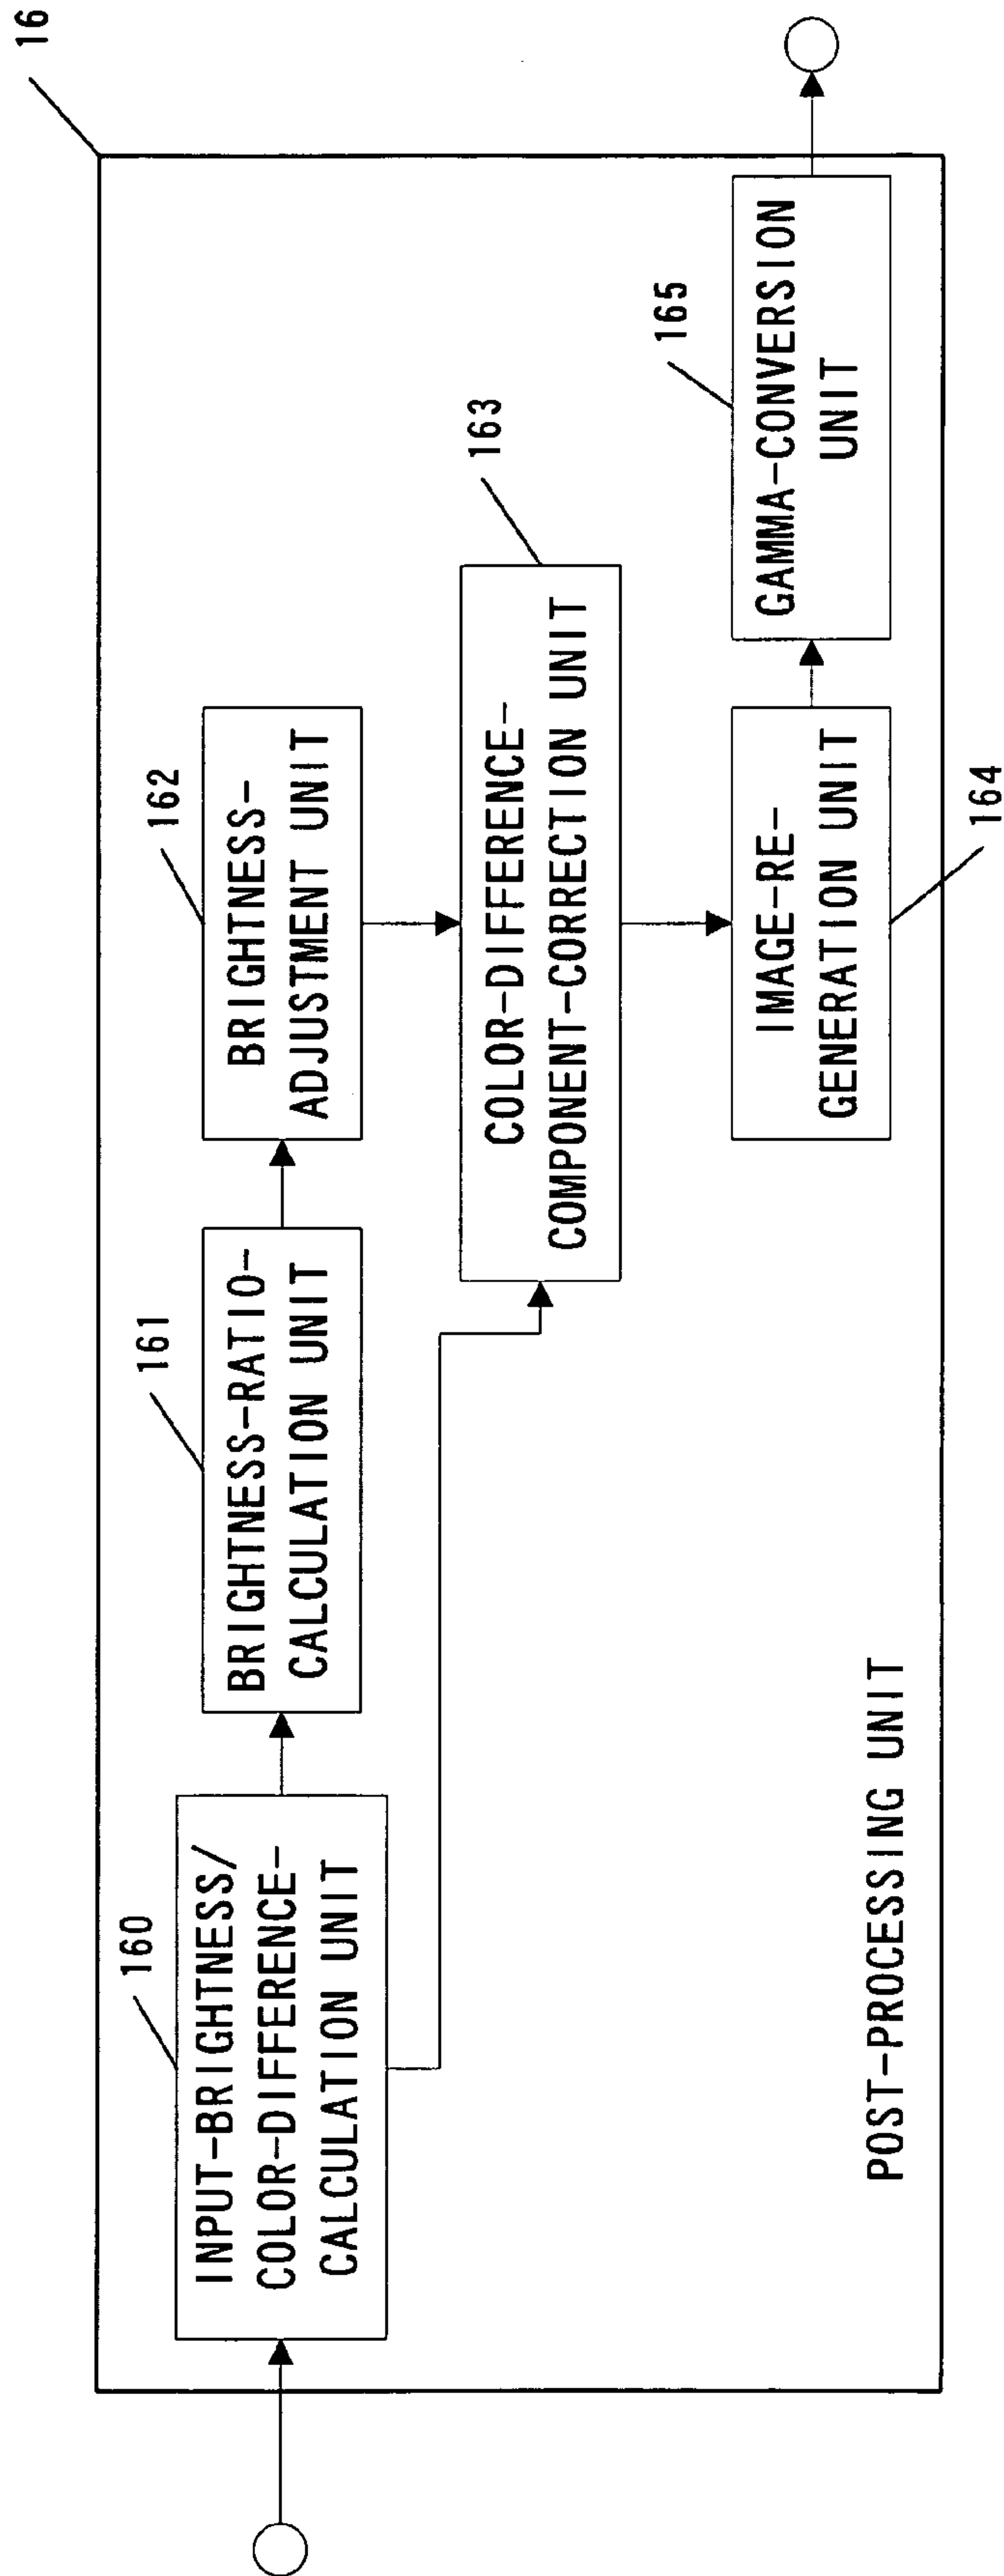 16
160
INPUT-BRIGHTNESS/
COLOR-DIFFERENCE-
CALCULATION UNIT
161
BRIGHTNESS-RATIO-
CALCULATION UNIT
162
BRIGHTNESS-
ADJUSTMENT UNIT
163
COLOR-DIFFERENCE-
COMPONENT-CORRECTION UNIT
IMAGE-RE-
GENERATION UNIT
164
165
GAMMA-CONVERSION
UNIT
POST-PROCESSING UNIT